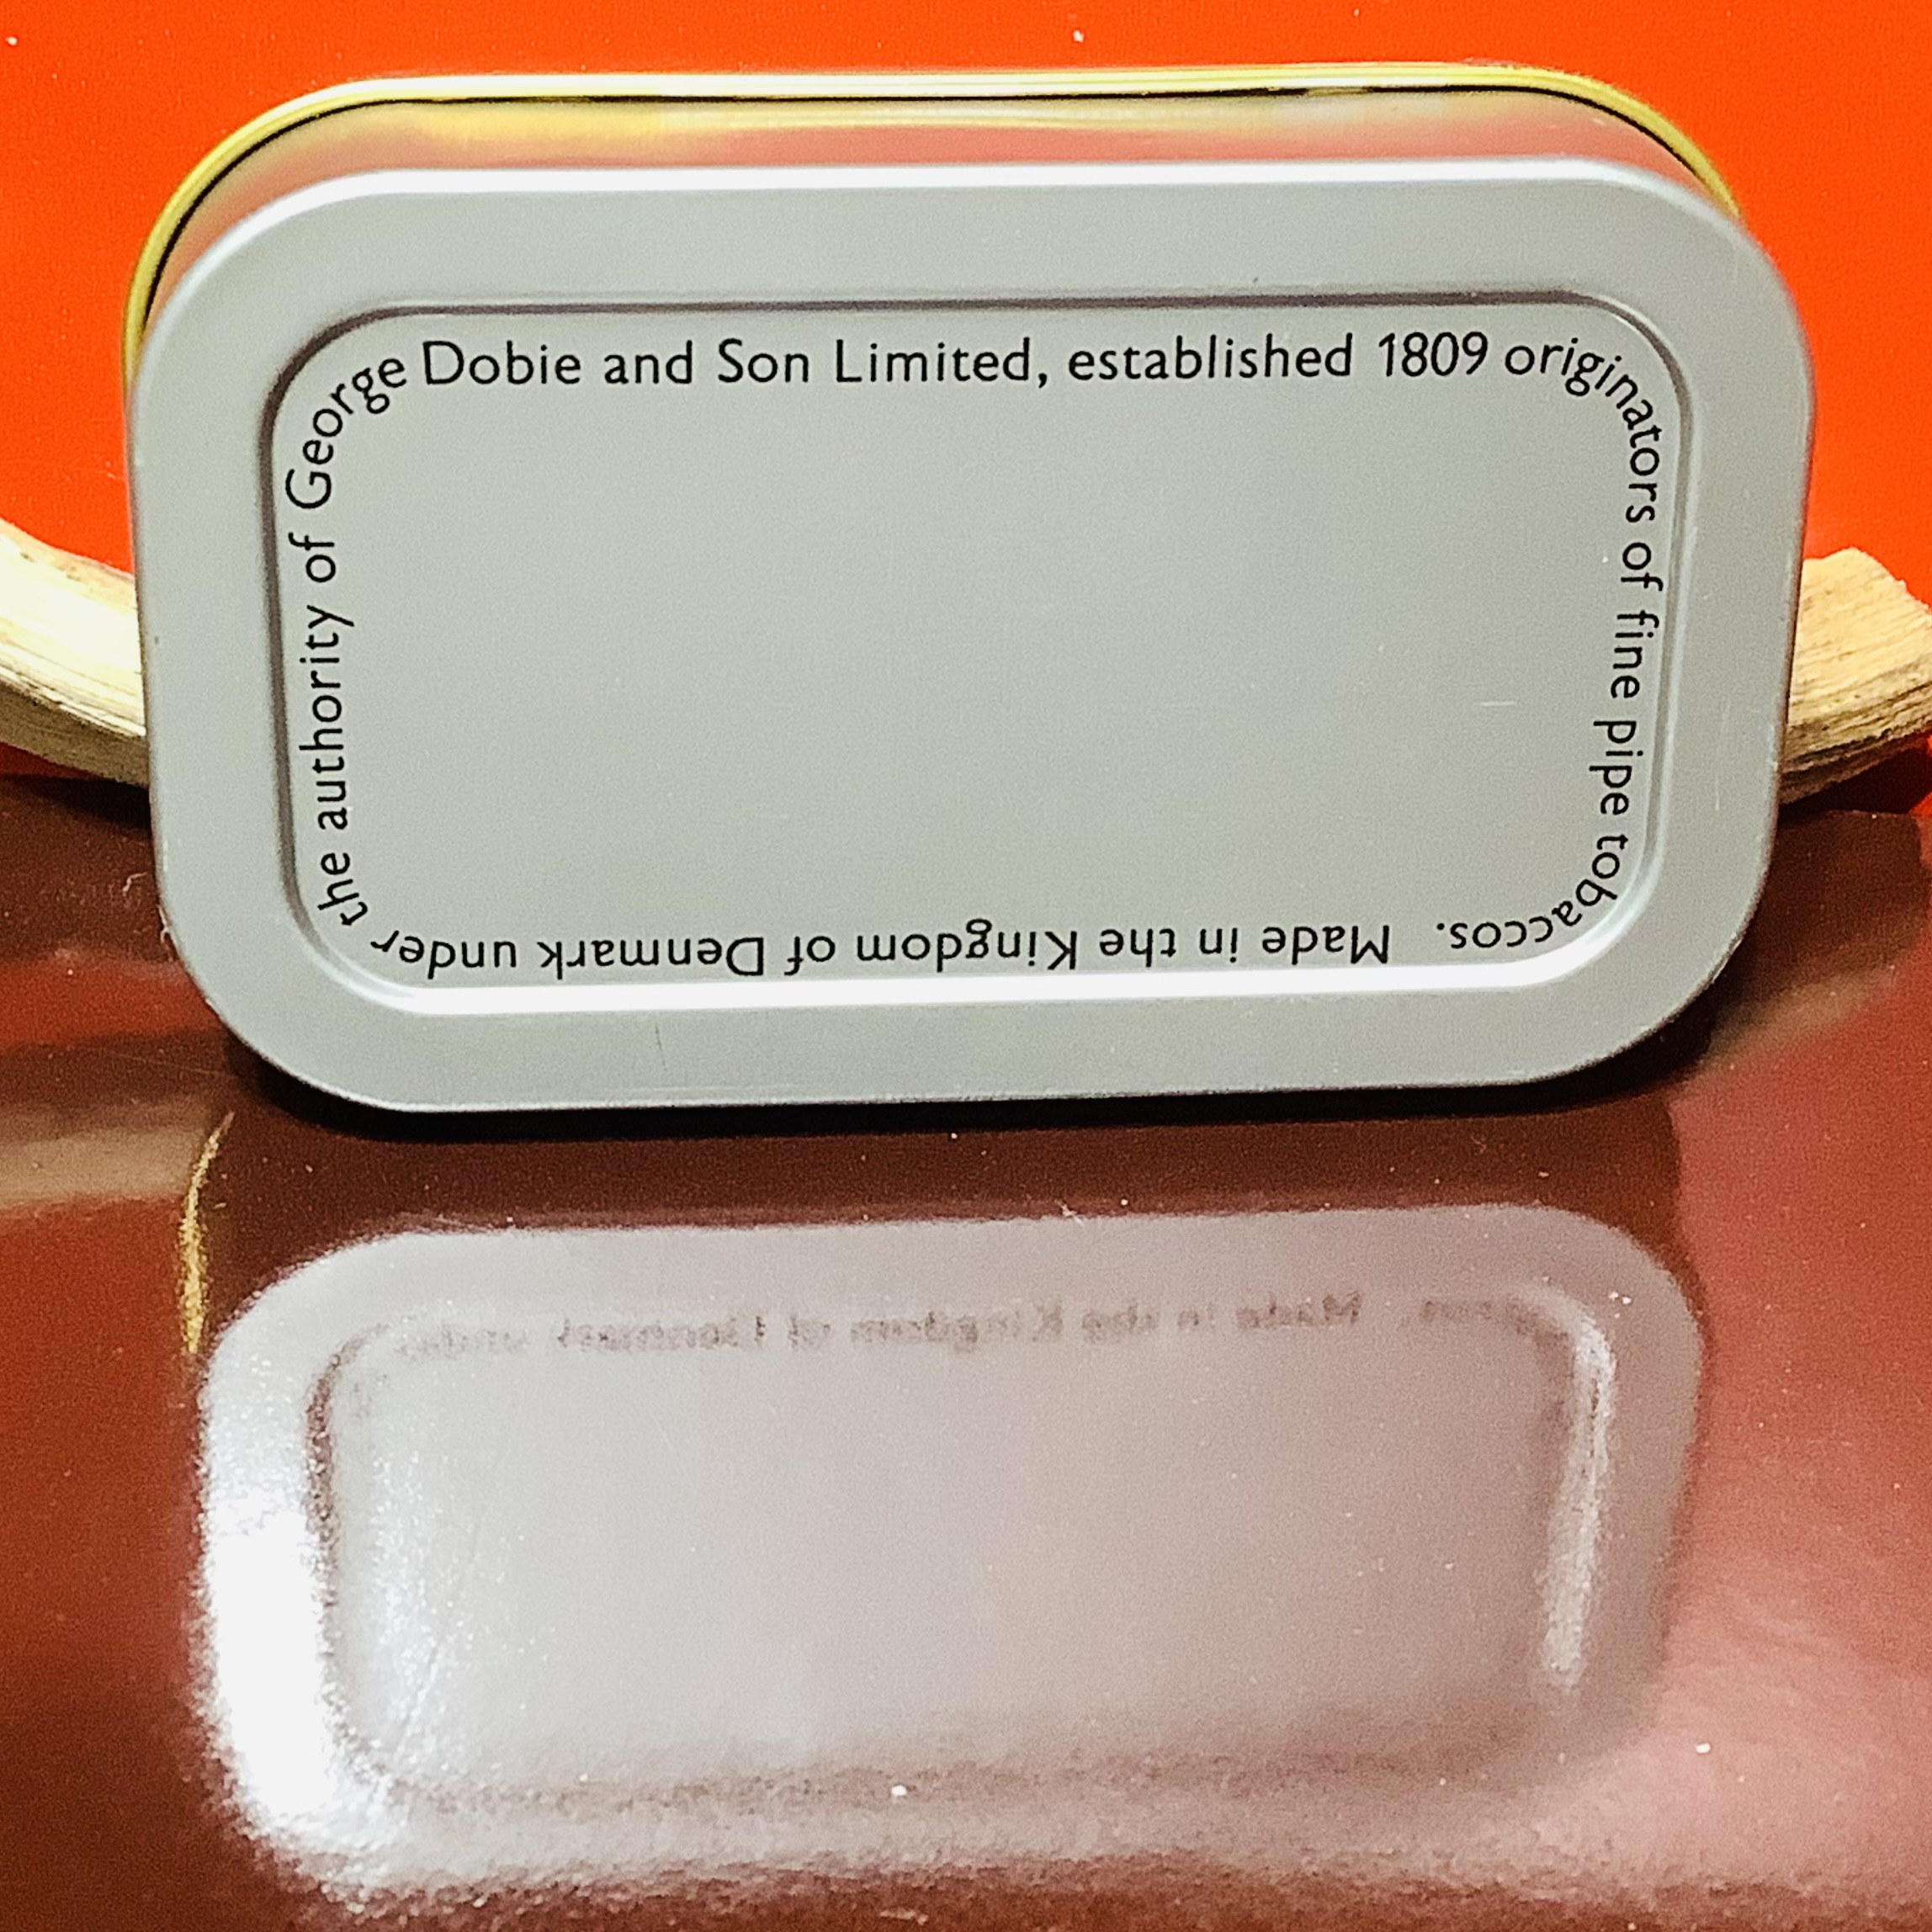 Made in the Kingdom of Denmark under
the authority of George
Dobie and Son Limited, established 1809 originators
of fine pipe tobaccos.